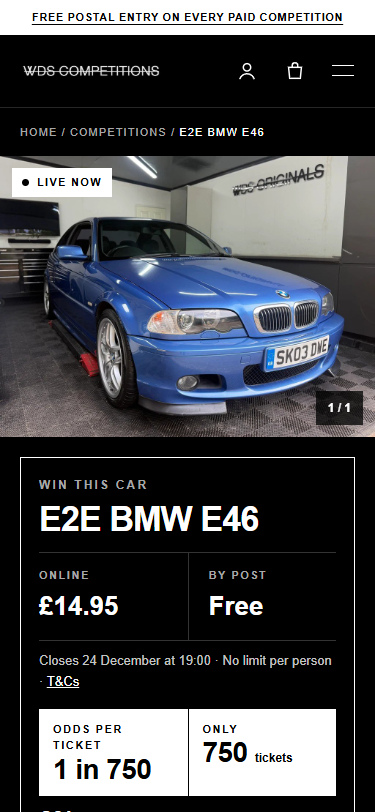 FREE POSTAL ENTRY ON EVERY PAID COMPETITION
WDS COMPETITIONS
HOME / COMPETITIONS / E2E BMW E46
LIVE NOW
WDS ORIGINALS
SK03 DWE
1 / 1
WIN THIS CAR
E2E BMW E46
ONLINE
£14.95
BY POST
Free
Closes 24 December at 19:00 · No limit per person
· T&Cs
ODDS PER
TICKET
1 in 750
ONLY
750 tickets